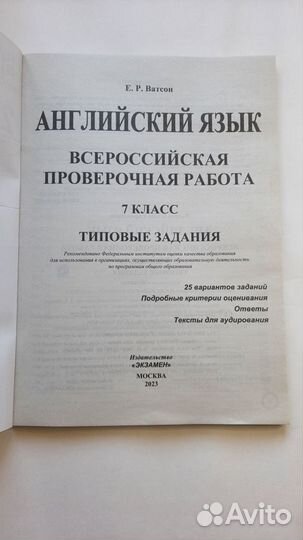 Е. Р. Ватсон
АНГЛИЙСКИЙ ЯЗЫК
ВСЕРОССИЙСКАЯ
ПРОВЕРОЧНАЯ РАБОТА
7 КЛАСС
ТИПОВЫЕ ЗАДАНИЯ
Рекомендовано Федеральным институтом оценки качества образования
для использования в организациях, осуществляющих образовательную деятельность
по программам общего образования
25 вариантов заданий
Подробные критерии оценивания
Ответы
Тексты для аудирования
Издательство
«ЭКЗАМЕН»
МОСКВА
2023
Avito